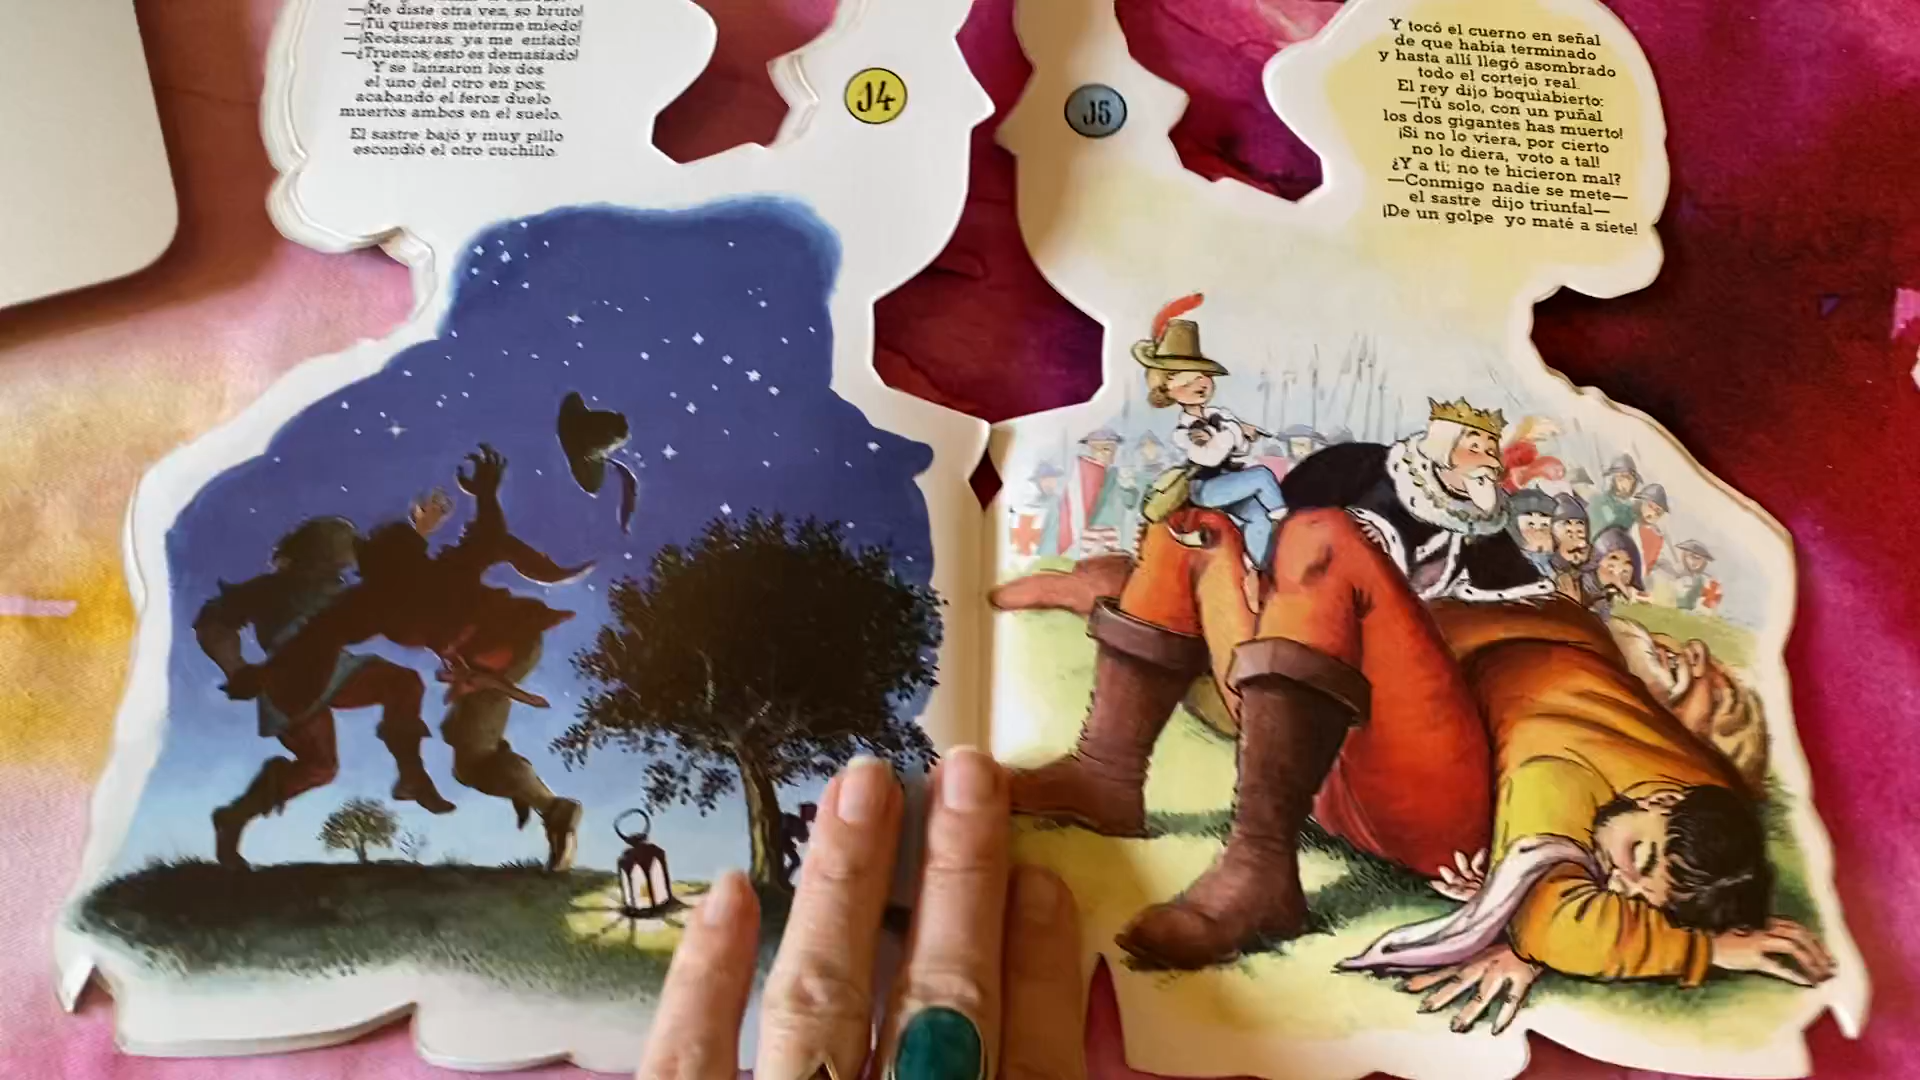 —¡Me diste otra vez, so bruto!
—¡Tú quieres meterme miedo!
—¡Recáscaras; ya me enfado!
—¡Truenos; esto es demasiado!
Y se lanzaron los dos
el uno del otro en pos;
acabando el feroz duelo
muertos ambos en el suelo.
El sastre bajó y muy pillo
escondió el otro cuchillo.
J4
J5
Y tocó el cuerno en señal
de que había terminado
y hasta allí llegó asombrado
todo el cortejo real.
El rey dijo boquiabierto:
—¡Tú solo, con un puñal
los dos gigantes has muerto!
¡Si no lo viera, por cierto
no lo diera, voto a tal!
¿Y a ti; no te hicieron mal?
—Conmigo nadie se mete—
el sastre dijo triunfal—
¡De un golpe yo maté a siete!